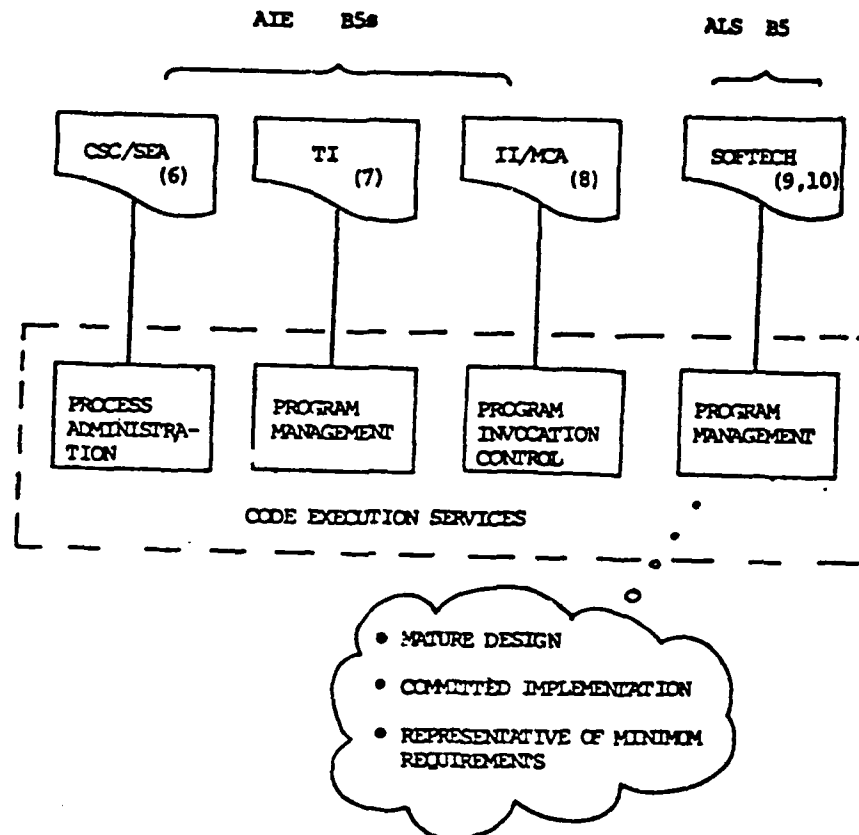 AIE B5s ALS B5
CSC/SEA TI II/MCA SOFTECH
(6) (7) (8) (9,10)
PROCESS
ADMINISTRA-
TION
PROGRAM
MANAGEMENT
PROGRAM
INVOCATION
CONTROL
PROGRAM
MANAGEMENT
CODE EXECUTION SERVICES
• MATURE DESIGN
• COMMITTED IMPLEMENTATION
• REPRESENTATIVE OF MINIMUM
REQUIREMENTS